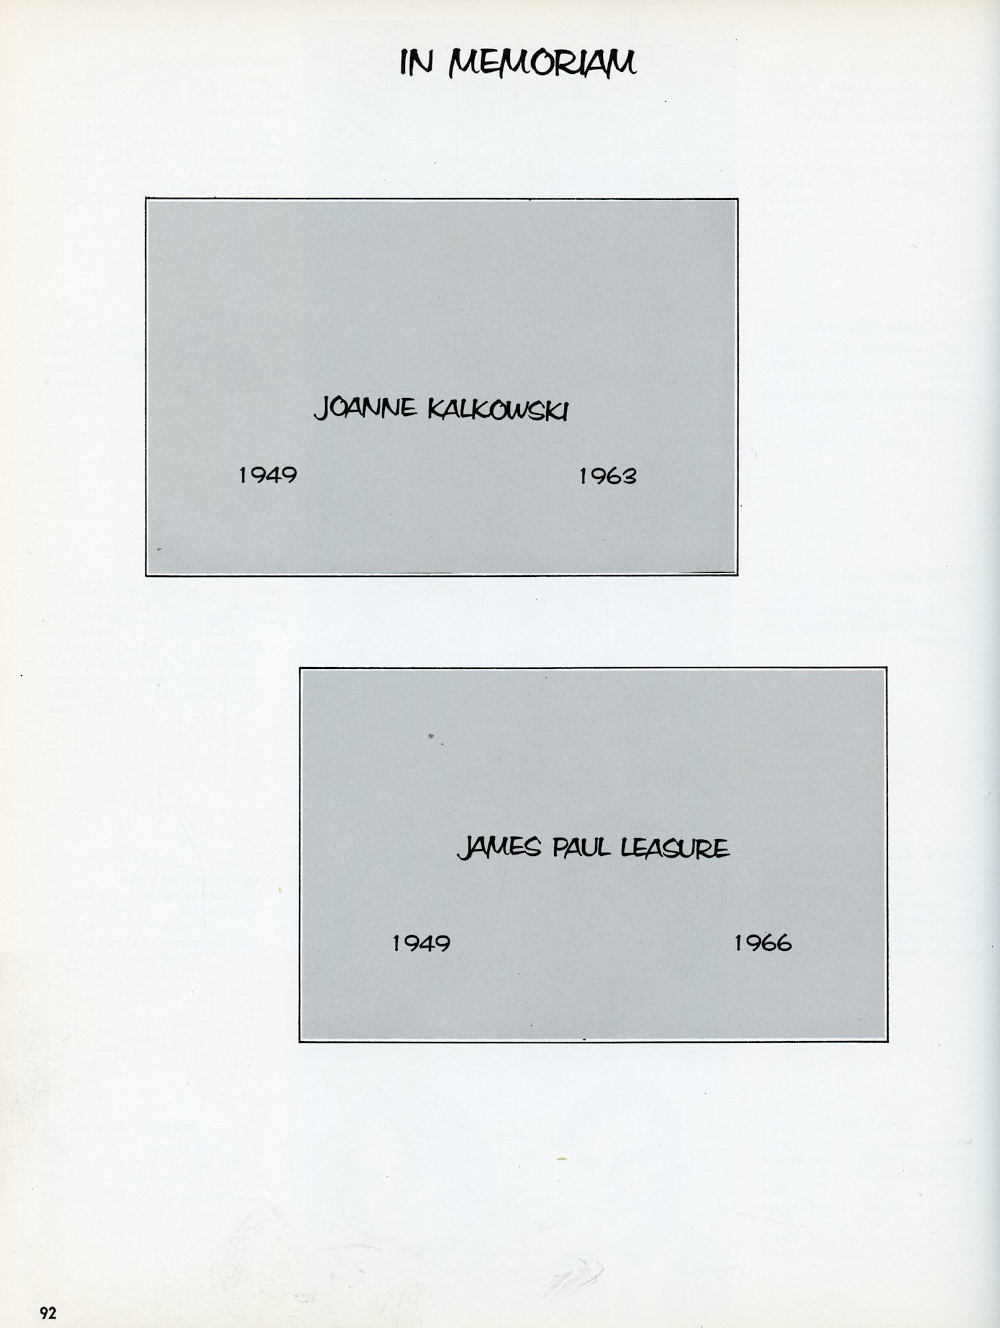 IN MEMORIAM
JOANNE KALKOWSKI
1949 1963
JAMES PAUL LEASURE
1949 1966
92